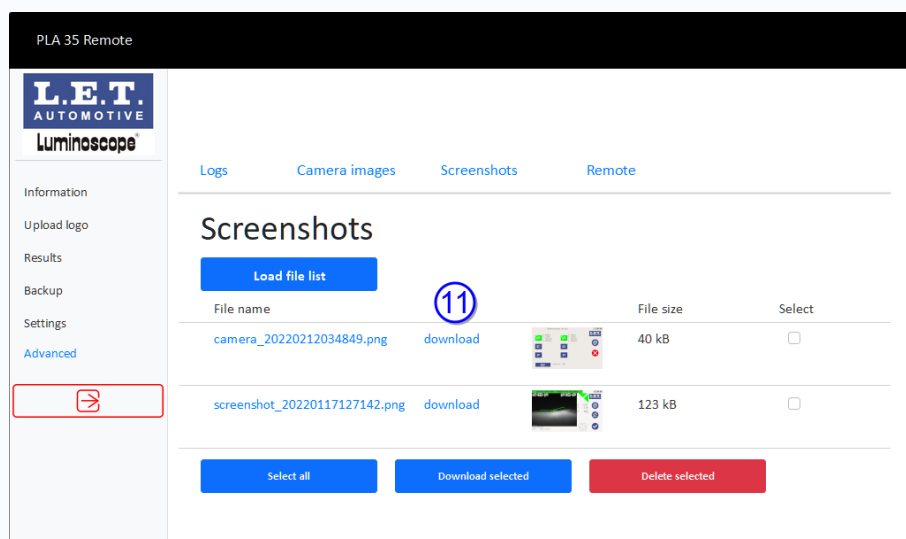 PLA 35 Remote
L.E.T.
AUTOMOTIVE
Luminoscope®
Information
Upload logo
Results
Backup
Settings
Advanced
Logs Camera images Screenshots Remote
Screenshots
Load file list
11
File name File size Select
camera_20220212034849.png download 40 kB
screenshot_20220117127142.png download 123 kB
Select all Download selected Delete selected